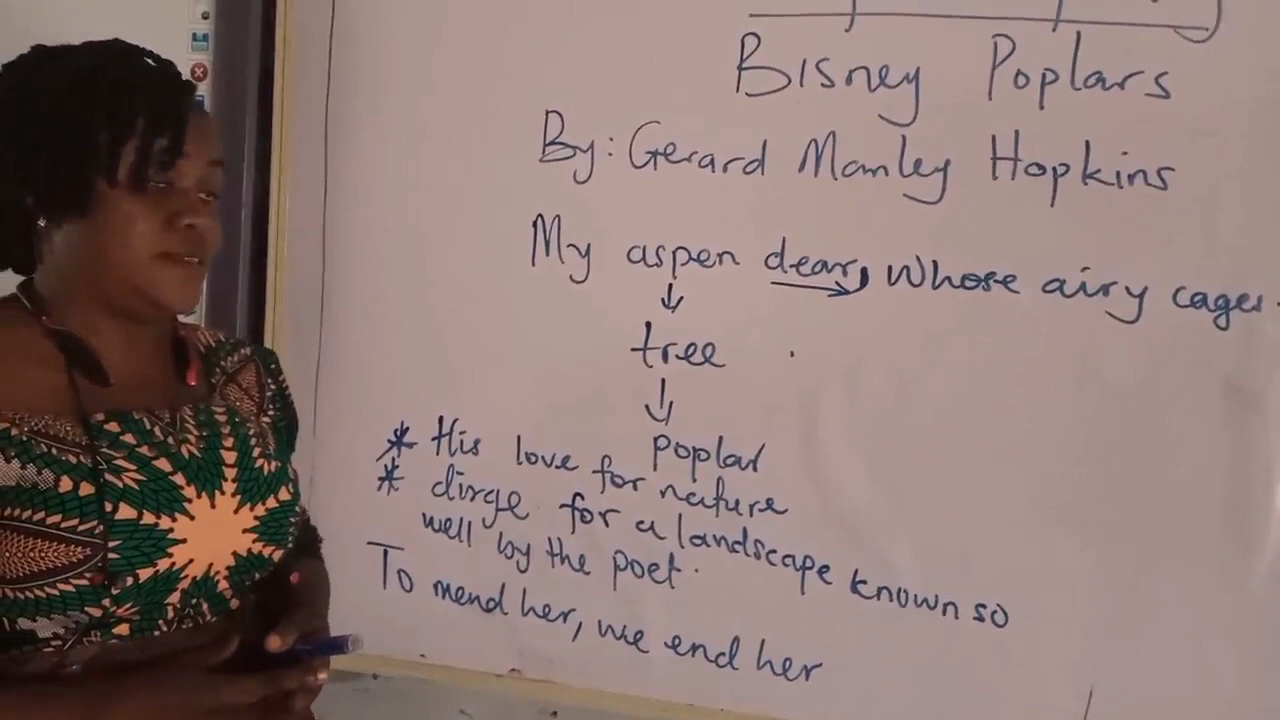 Bisney Poplars
By: Gerard Manley Hopkins
My aspen dear, whose airy cages
tree
Poplar
* His love for nature
* dirge for a landscape known so
well by the poet.
To mend her, we end her